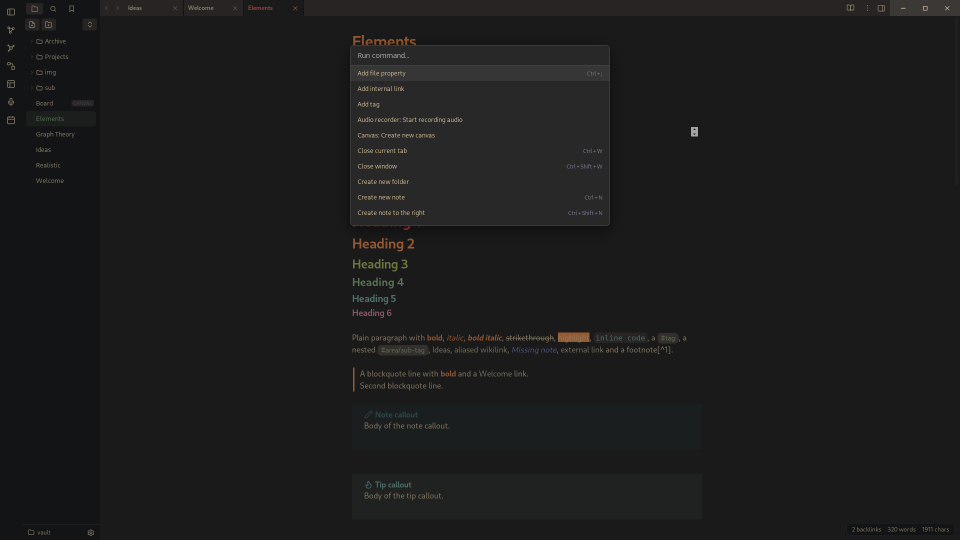 Ideas
Welcome
Elements
Archive
Projects
img
sub
Board
Elements
Graph Theory
Ideas
Realistic
Welcome
vault
Elements
Run command...
Add file property Ctrl+;
Add internal link
Add tag
Audio recorder: Start recording audio
Canvas: Create new canvas
Close current tab Ctrl+W
Close window Ctrl+Shift+W
Create new folder
Create new note Ctrl+N
Create note to the right Ctrl+Shift+N
Heading 2
Heading 3
Heading 4
Heading 5
Heading 6
Plain paragraph with bold, italic, bold italic, strikethrough, highlight, inline code, a #tag, a
nested #area/sub-tag, Ideas, aliased wikilink, Missing note, external link and a footnote[^1].
A blockquote line with bold and a Welcome link.
Second blockquote line.
Note callout
Body of the note callout.
Tip callout
Body of the tip callout.
2 backlinks 320 words 1911 chars